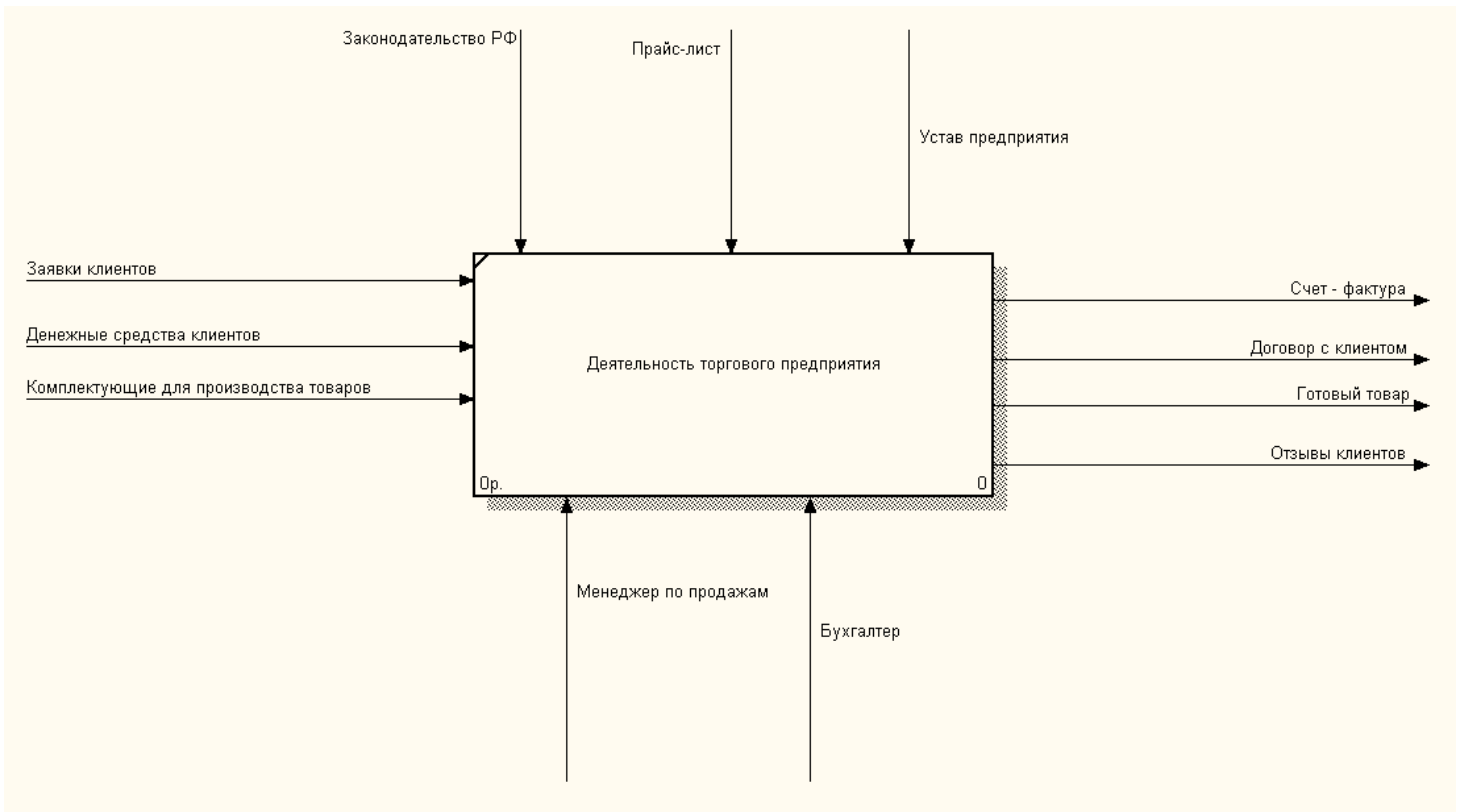 Законодательство РФ
Прайс-лист
Устав предприятия
Заявки клиентов
Денежные средства клиентов
Комплектующие для производства товаров
Деятельность торгового предприятия
0р.
0
Счет - фактура
Договор с клиентом
Готовый товар
Отзывы клиентов
Менеджер по продажам
Бухгалтер